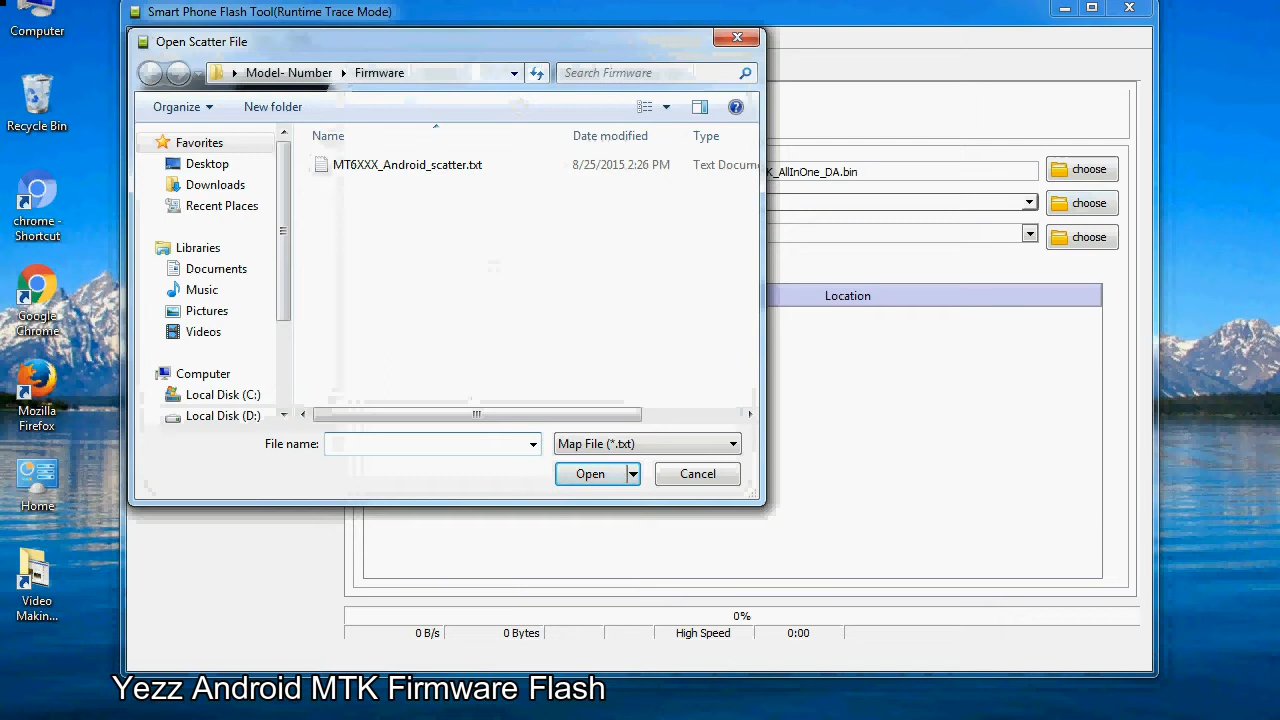 Smart Phone Flash Tool(Runtime Trace Mode)
Computer
Recycle Bin
chrome - Shortcut
Google Chrome
Mozilla Firefox
Home
Video Makin...
Open Scatter File
Model- Number
Firmware
Search Firmware
Organize
New folder
Favorites
Desktop
Downloads
Recent Places
Libraries
Documents
Music
Pictures
Videos
Computer
Local Disk (C:)
Local Disk (D:)
Name
Date modified
Type
MT6XXX_Android_scatter.txt
8/25/2015 2:26 PM
Text Docum
File name:
Map File (*.txt)
Open
Cancel
K_AllInOne_DA.bin
choose
choose
choose
Location
0%
0 B/s
0 Bytes
High Speed
0:00
Yezz Android MTK Firmware Flash